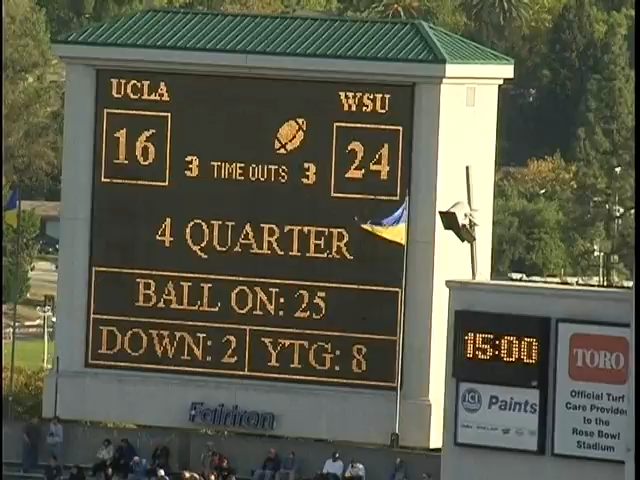 UCLA
WSU
16
24
3 TIME OUTS 3
4 QUARTER
BALL ON: 25
DOWN: 2
YTG: 8
Fairtron
15:00
ICI Paints
TORO
Official Turf
Care Provider
to the
Rose Bowl
Stadium